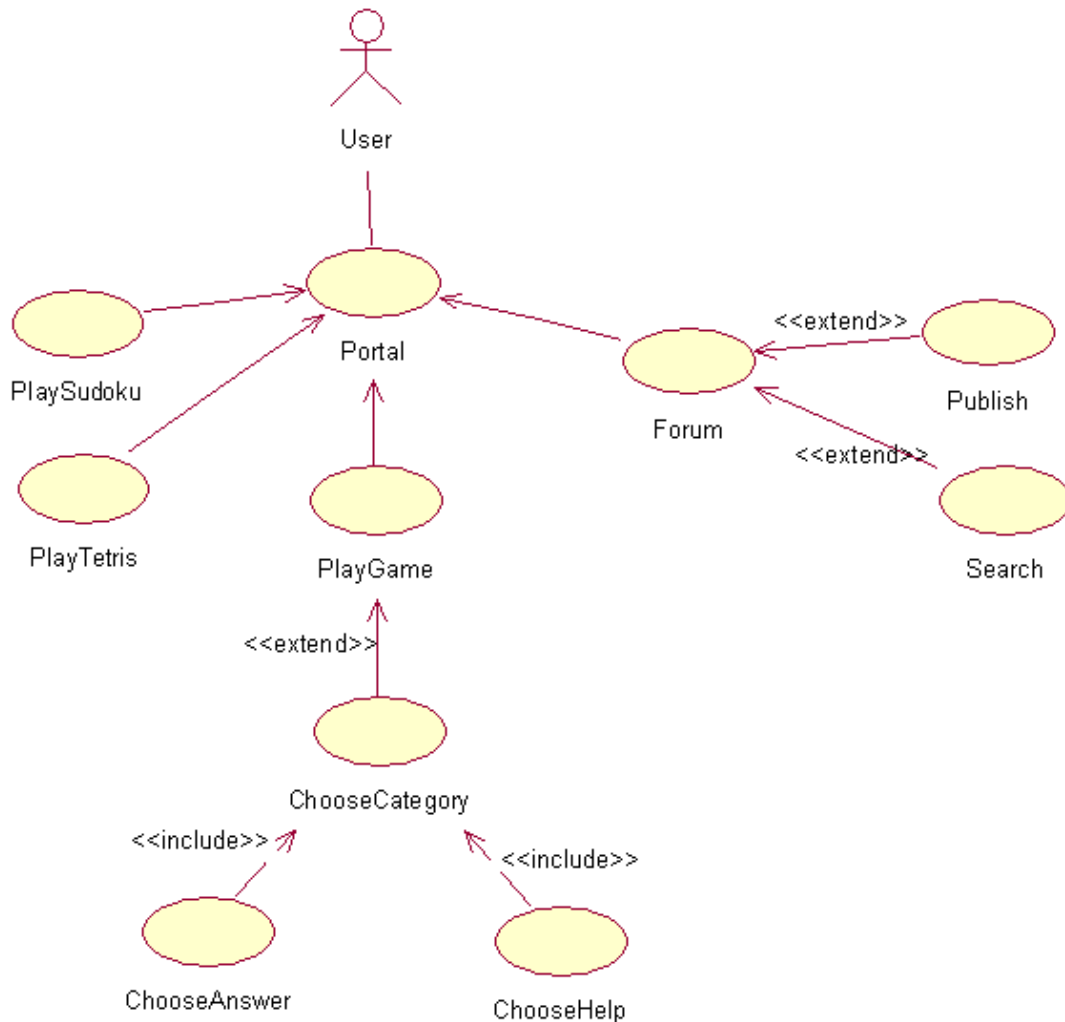 User
Portal
PlaySudoku
<<extend>>
Publish
Forum
<<extend>>
PlayTetris
PlayGame
Search
<<extend>>
ChooseCategory
<<include>>
<<include>>
ChooseAnswer
ChooseHelp